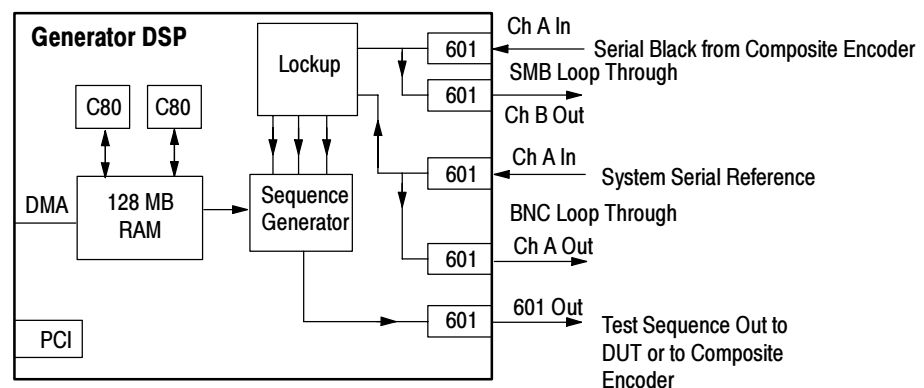 Generator DSP
Lockup
601
Ch A In
Serial Black from Composite Encoder
SMB Loop Through
601
Ch B Out
C80
C80
601
Ch A In
System Serial Reference
DMA
128 MB
RAM
Sequence
Generator
BNC Loop Through
601
Ch A Out
601
601 Out
Test Sequence Out to
DUT or to Composite
Encoder
PCI